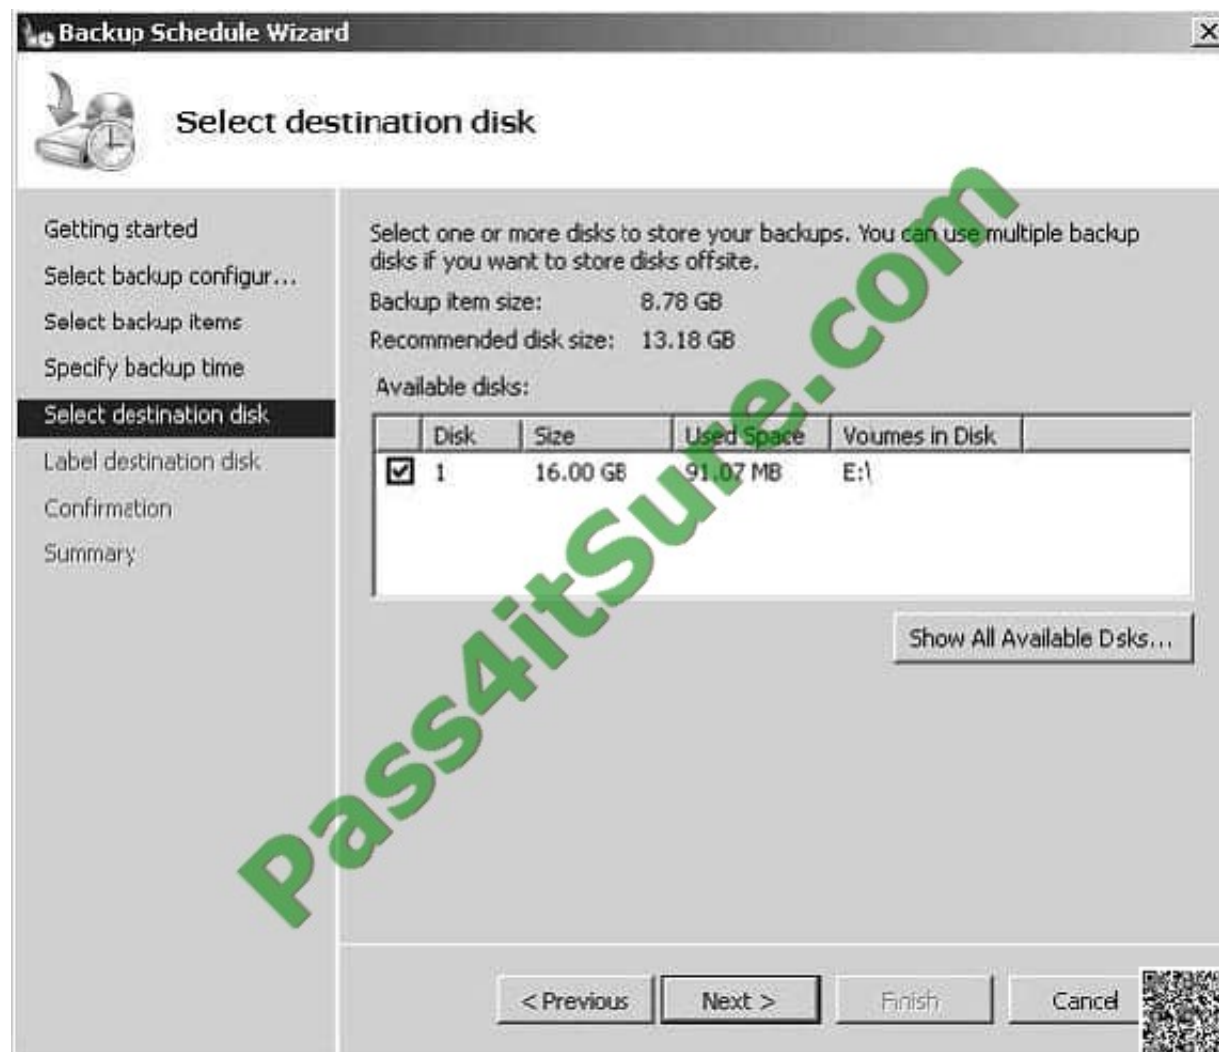 Backup Schedule Wizard
Select destination disk
Getting started
Select backup configur...
Select backup items
Specify backup time
Select destination disk
Label destination disk
Confirmation
Summary
Select one or more disks to store your backups. You can use multiple backup
disks if you want to store disks offsite.
Backup item size: 8.78 GB
Recommended disk size: 13.18 GB
Available disks:
Disk Size Used Space Volumes in Disk
1 16.00 GB 91.07 MB E:\
Show All Available Dsks...
< Previous Next > Finish Cancel
Pass4itSure.com